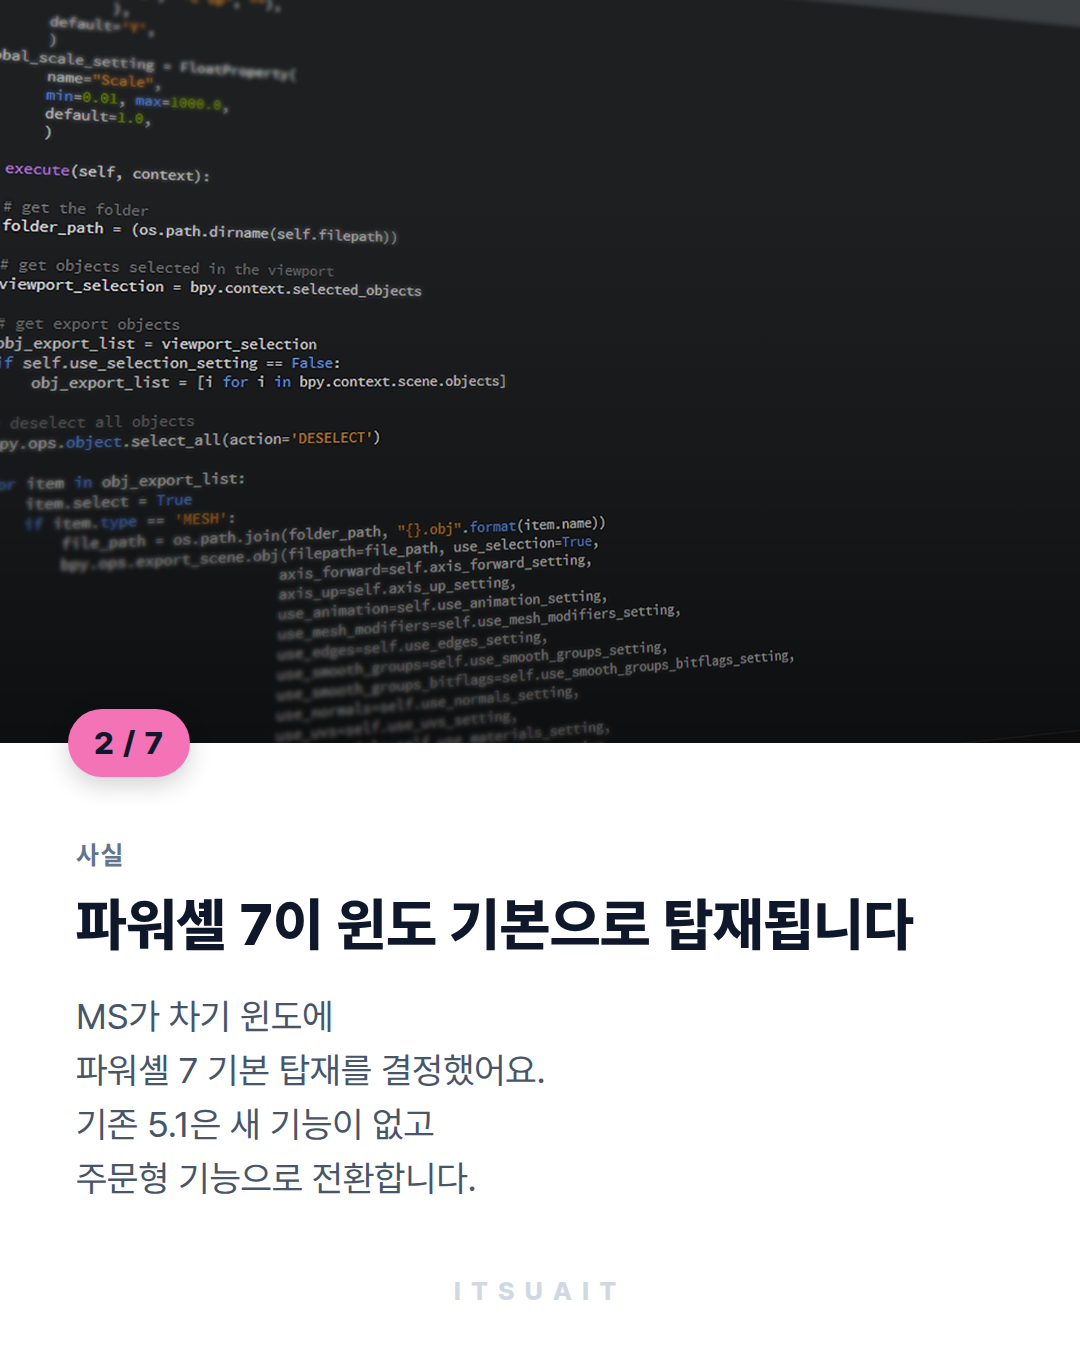 default='Y',
)
obal_scale_setting = FloatProperty(
name="Scale",
min=0.01, max=1000.0,
default=1.0,
)
execute(self, context):
# get the folder
folder_path = (os.path.dirname(self.filepath))
# get objects selected in the viewport
viewport_selection = bpy.context.selected_objects
# get export objects
obj_export_list = viewport_selection
if self.use_selection_setting == False:
obj_export_list = [i for i in bpy.context.scene.objects]
deselect all objects
py.ops.object.select_all(action='DESELECT')
or item in obj_export_list:
item.select = True
if item.type == 'MESH':
file_path = os.path.join(folder_path, "{}.obj".format(item.name))
bpy.ops.export_scene.obj(filepath=file_path, use_selection=True,
axis_forward=self.axis_forward_setting,
axis_up=self.axis_up_setting,
use_animation=self.use_animation_setting,
use_mesh_modifiers=self.use_mesh_modifiers_setting,
use_edges=self.use_edges_setting,
use_smooth_groups=self.use_smooth_groups_setting,
use_smooth_groups_bitflags=self.use_smooth_groups_bitflags_setting,
use_normals=self.use_normals_setting,
use_uvs=self.use_uvs_setting,
2 / 7
사실
파워셸 7이 윈도 기본으로 탑재됩니다
MS가 차기 윈도에
파워셸 7 기본 탑재를 결정했어요.
기존 5.1은 새 기능이 없고
주문형 기능으로 전환합니다.
ITSUAIT